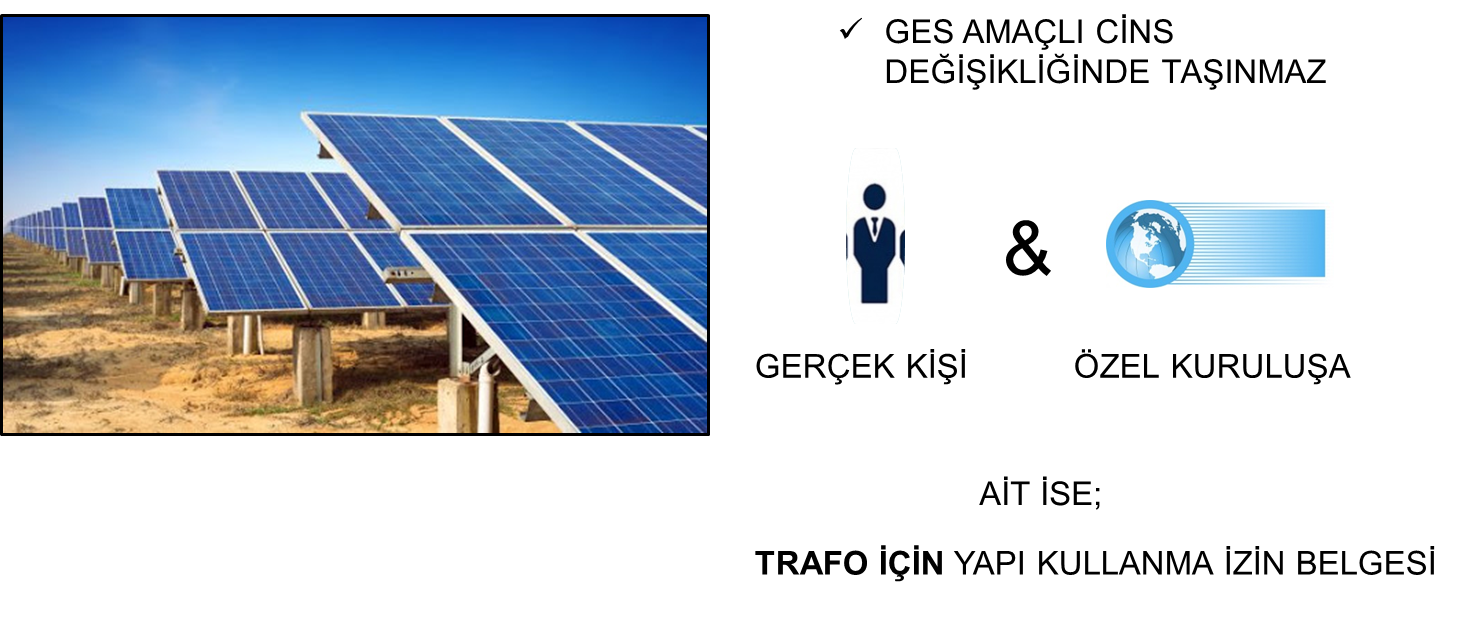 ✓ GES AMAÇLI CİNS
DEĞİŞİKLİĞİNDE TAŞINMAZ
&
GERÇEK KİŞİ ÖZEL KURULUŞA
AİT İSE;
TRAFO İÇİN YAPI KULLANMA İZİN BELGESİ